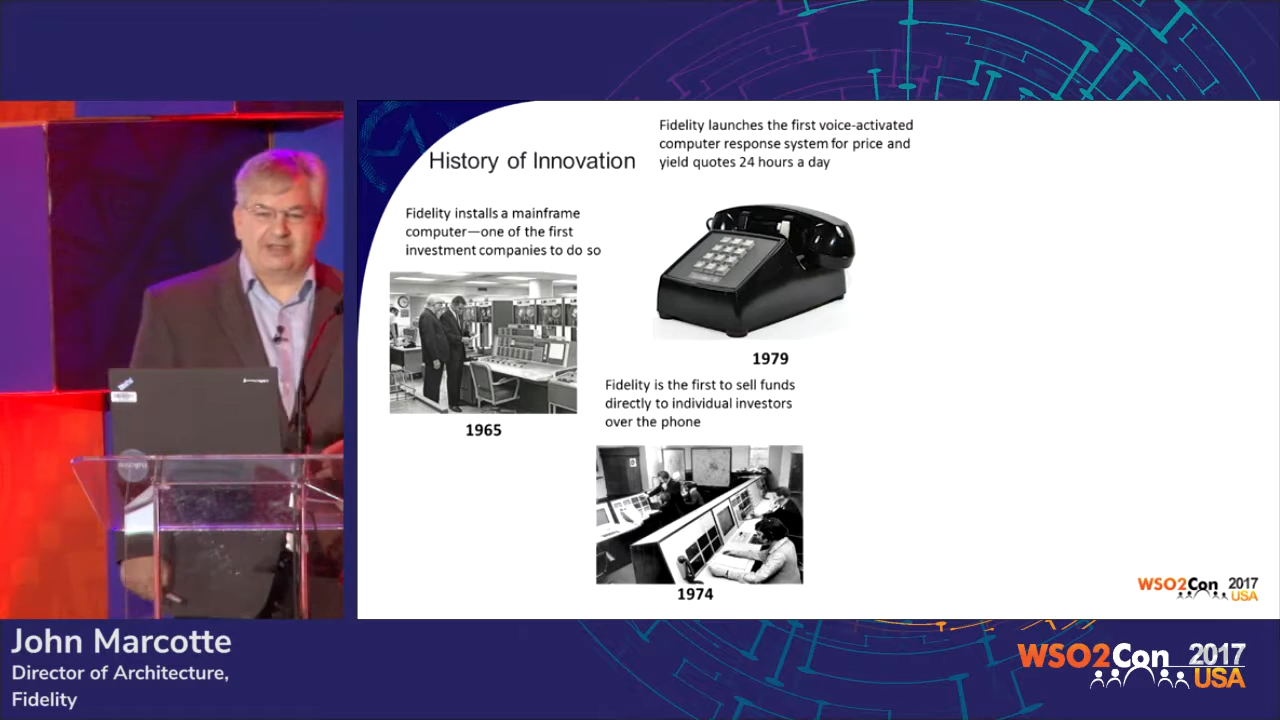 History of Innovation
Fidelity installs a mainframe
computer—one of the first
investment companies to do so
1965
Fidelity launches the first voice-activated
computer response system for price and
yield quotes 24 hours a day
1979
Fidelity is the first to sell funds
directly to individual investors
over the phone
1974
WSO2Con 2017
USA
John Marcotte
Director of Architecture,
Fidelity
WSO2Con 2017
USA